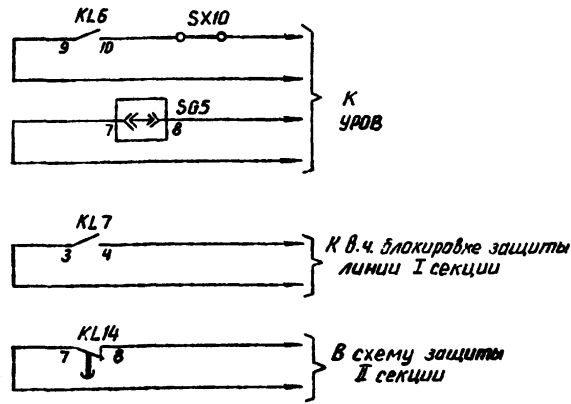 KL6
SX10
9
10
SG5
7
8
К
УРОВ
KL7
3
4
К в.ч. блокировке защиты
линии I секции
KL14
7
8
В схему защиты
II секции